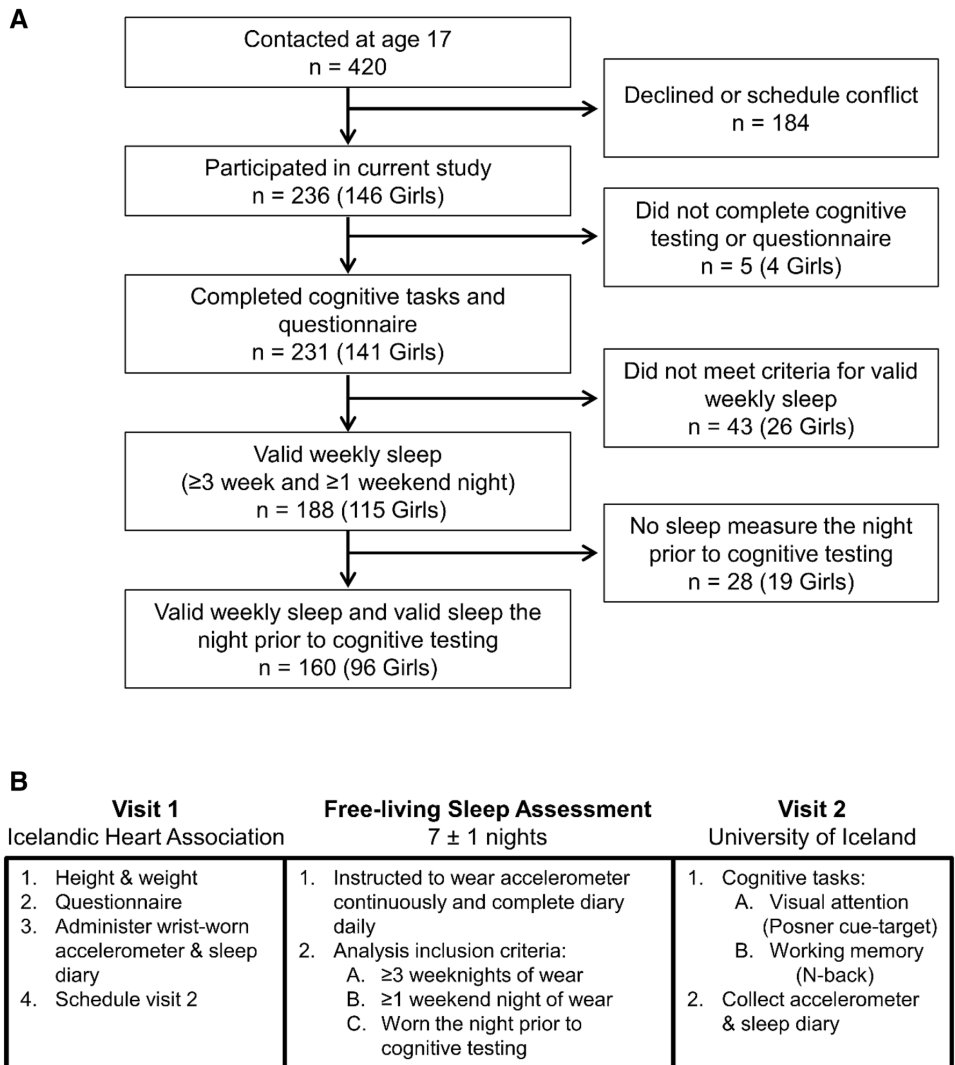 A
Contacted at age 17
n = 420
Declined or schedule conflict
n = 184
Participated in current study
n = 236 (146 Girls)
Did not complete cognitive
testing or questionnaire
n = 5 (4 Girls)
Completed cognitive tasks and
questionnaire
n = 231 (141 Girls)
Did not meet criteria for valid
weekly sleep
n = 43 (26 Girls)
Valid weekly sleep
(≥3 week and ≥1 weekend night)
n = 188 (115 Girls)
No sleep measure the night
prior to cognitive testing
n = 28 (19 Girls)
Valid weekly sleep and valid sleep the
night prior to cognitive testing
n = 160 (96 Girls)
B
Visit 1
Icelandic Heart Association
1. Height & weight
2. Questionnaire
3. Administer wrist-worn
accelerometer & sleep
diary
4. Schedule visit 2
Free-living Sleep Assessment
7 ± 1 nights
1. Instructed to wear accelerometer
continuously and complete diary
daily
2. Analysis inclusion criteria:
A. ≥3 weeknights of wear
B. ≥1 weekend night of wear
C. Worn the night prior to
cognitive testing
Visit 2
University of Iceland
1. Cognitive tasks:
A. Visual attention
(Posner cue-target)
B. Working memory
(N-back)
2. Collect accelerometer
& sleep diary